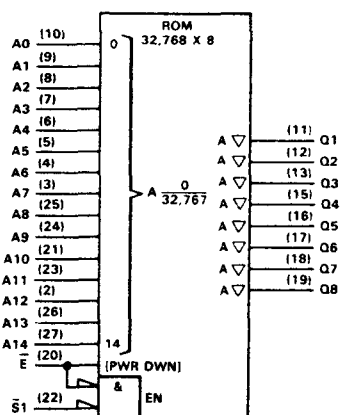 ROM
32,768 X 8
A0 (10) 0
A1 (9)
A2 (8)
A3 (7)
A4 (6)
A5 (5)
A6 (4)
A7 (3)
A8 (25)
A9 (24)
A10 (21)
A11 (23)
A12 (2)
A13 (26)
A14 (27) 14
A 0
32,767
A ▽ (11) Q1
A ▽ (12) Q2
A ▽ (13) Q3
A ▽ (15) Q4
A ▽ (16) Q5
A ▽ (17) Q6
A ▽ (18) Q7
A ▽ (19) Q8
E̅ (20) [PWR DWN]
&
EN
S̅1 (22)